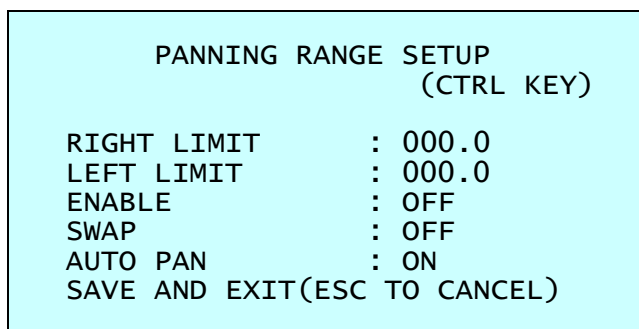 PANNING RANGE SETUP
(CTRL KEY)
RIGHT LIMIT : 000.0
LEFT LIMIT : 000.0
ENABLE : OFF
SWAP : OFF
AUTO PAN : ON
SAVE AND EXIT(ESC TO CANCEL)